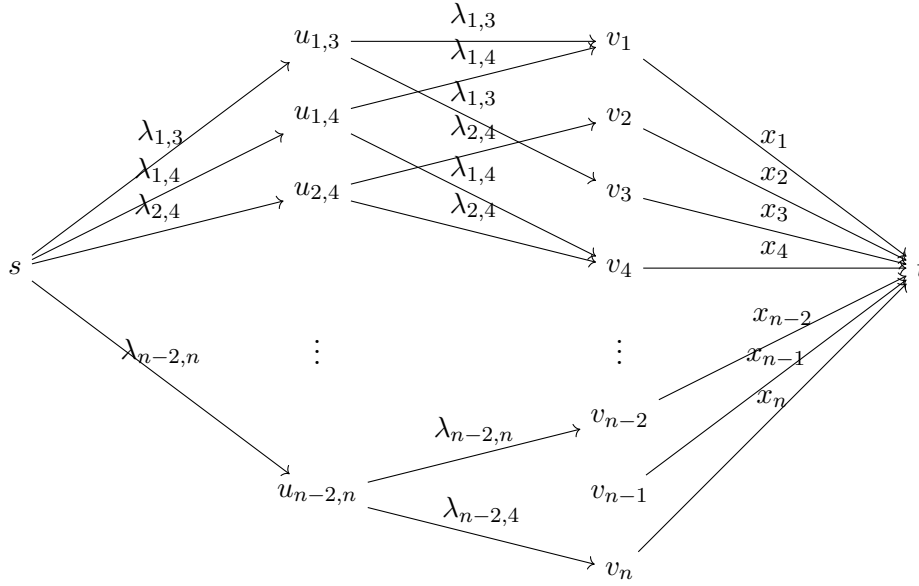 λ_{1,3}
u_{1,3} v_1
λ_{1,4}
λ_{1,3}
u_{1,4} v_2
λ_{2,4}
λ_{1,3} x_1
λ_{1,4} λ_{1,4} x_2
u_{2,4} v_3
λ_{2,4} λ_{2,4} x_3
x_4
s v_4
x_{n-2}
⋮ ⋮
λ_{n-2,n} x_{n-1}
x_n
v_{n-2}
λ_{n-2,n}
u_{n-2,n} v_{n-1}
λ_{n-2,4}
v_n